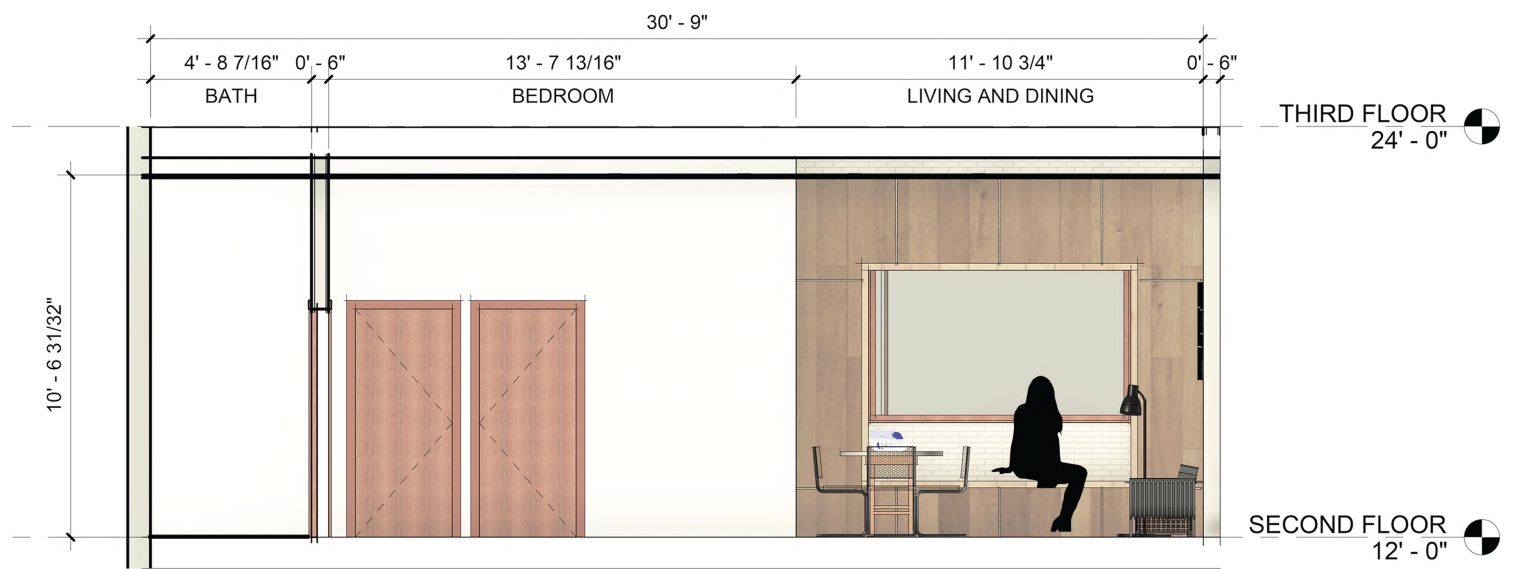 30' - 9"
4' - 8 7/16" 0' - 6" 13' - 7 13/16" 11' - 10 3/4" 0' - 6"
BATH BEDROOM LIVING AND DINING
THIRD FLOOR
24' - 0"
10' - 6 31/32"
SECOND FLOOR
12' - 0"